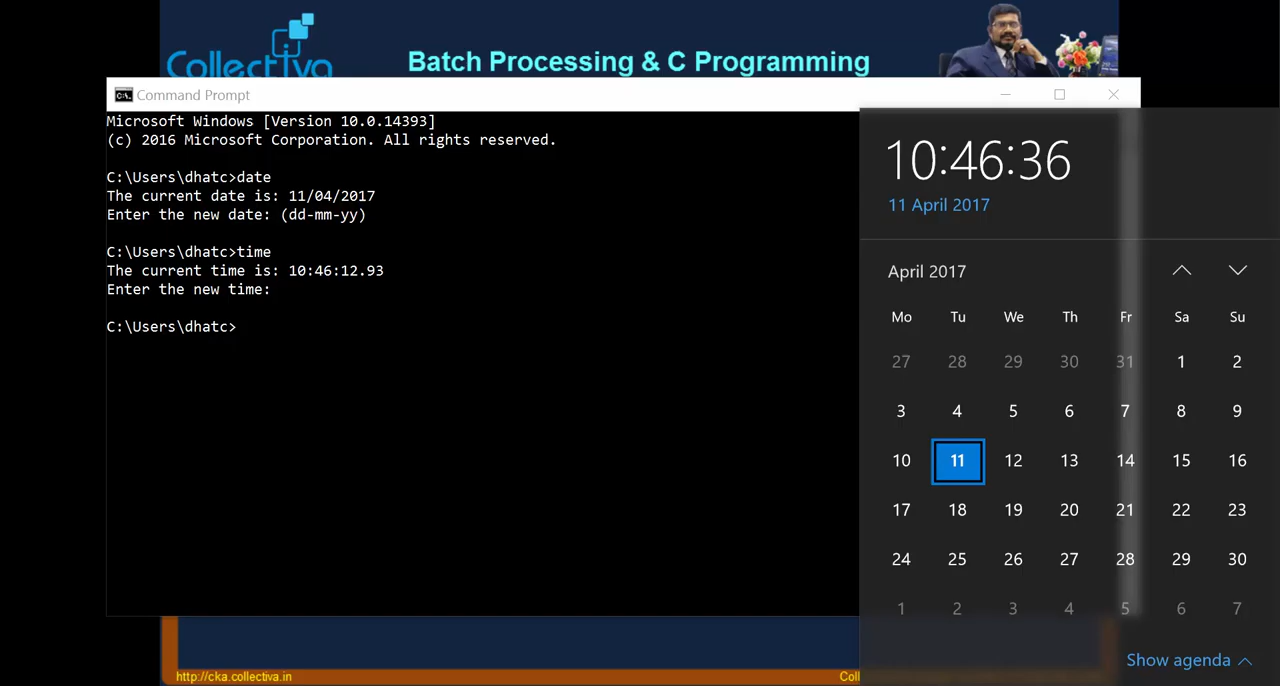 Collectiva
Batch Processing & C Programming
Command Prompt
Microsoft Windows [Version 10.0.14393]
(c) 2016 Microsoft Corporation. All rights reserved.
C:\Users\dhatc>date
The current date is: 11/04/2017
Enter the new date: (dd-mm-yy)
C:\Users\dhatc>time
The current time is: 10:46:12.93
Enter the new time:
C:\Users\dhatc>
10:46:36
11 April 2017
April 2017
Mo Tu We Th Fr Sa Su
27 28 29 30 31 1 2
3 4 5 6 7 8 9
10 11 12 13 14 15 16
17 18 19 20 21 22 23
24 25 26 27 28 29 30
1 2 3 4 5 6 7
Show agenda
http://cka.collectiva.in
Coll